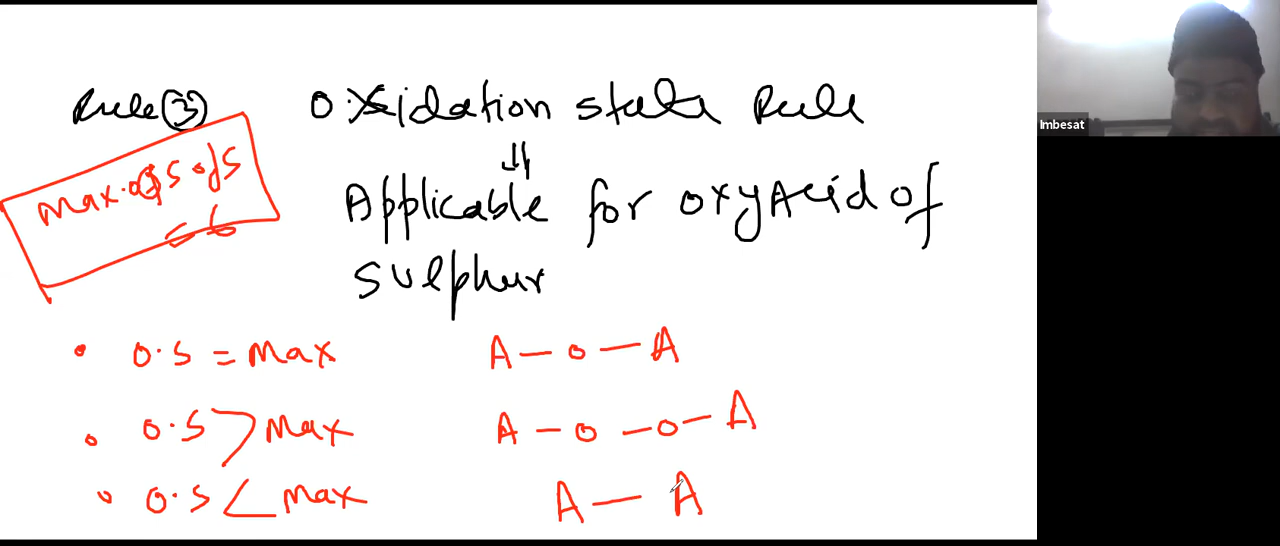 Rule (3) Oxidation state Rule
Imbesat
max. O.S of S
= 6
Applicable for OxyAcid of
sulphur
• O.S = Max A — O — A
• O.S > Max A — O — O — A
• O.S < Max A — A